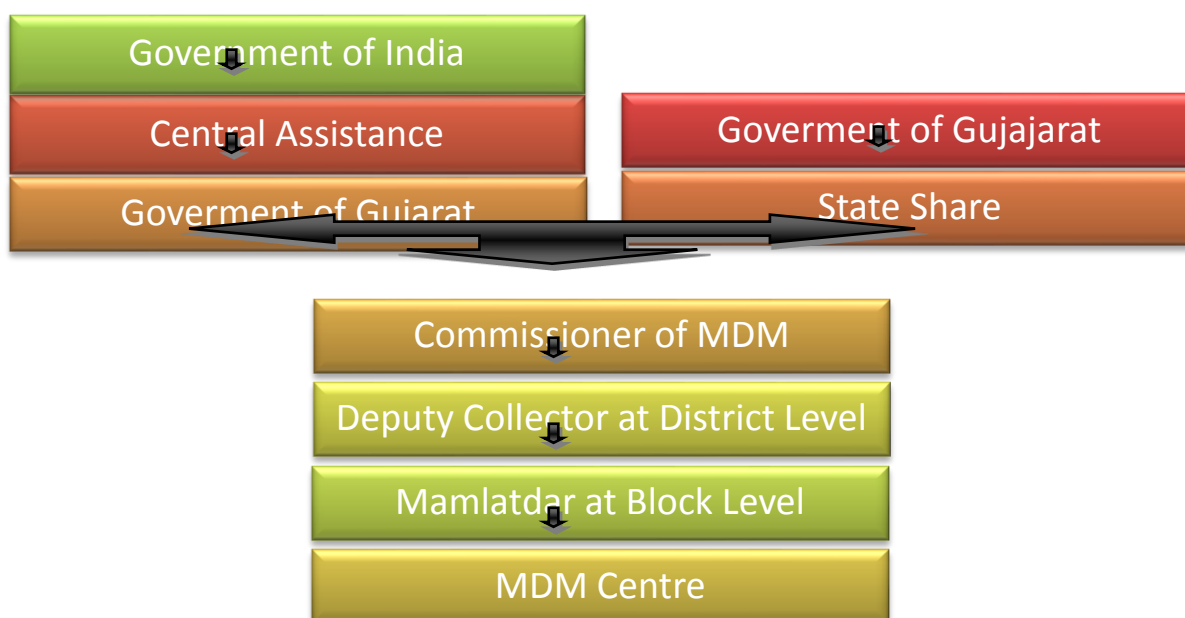 Government of India
Central Assistance
Goverment of Gujarat
Goverment of Gujajarat
State Share
Commissioner of MDM
Deputy Collector at District Level
Mamlatdar at Block Level
MDM Centre